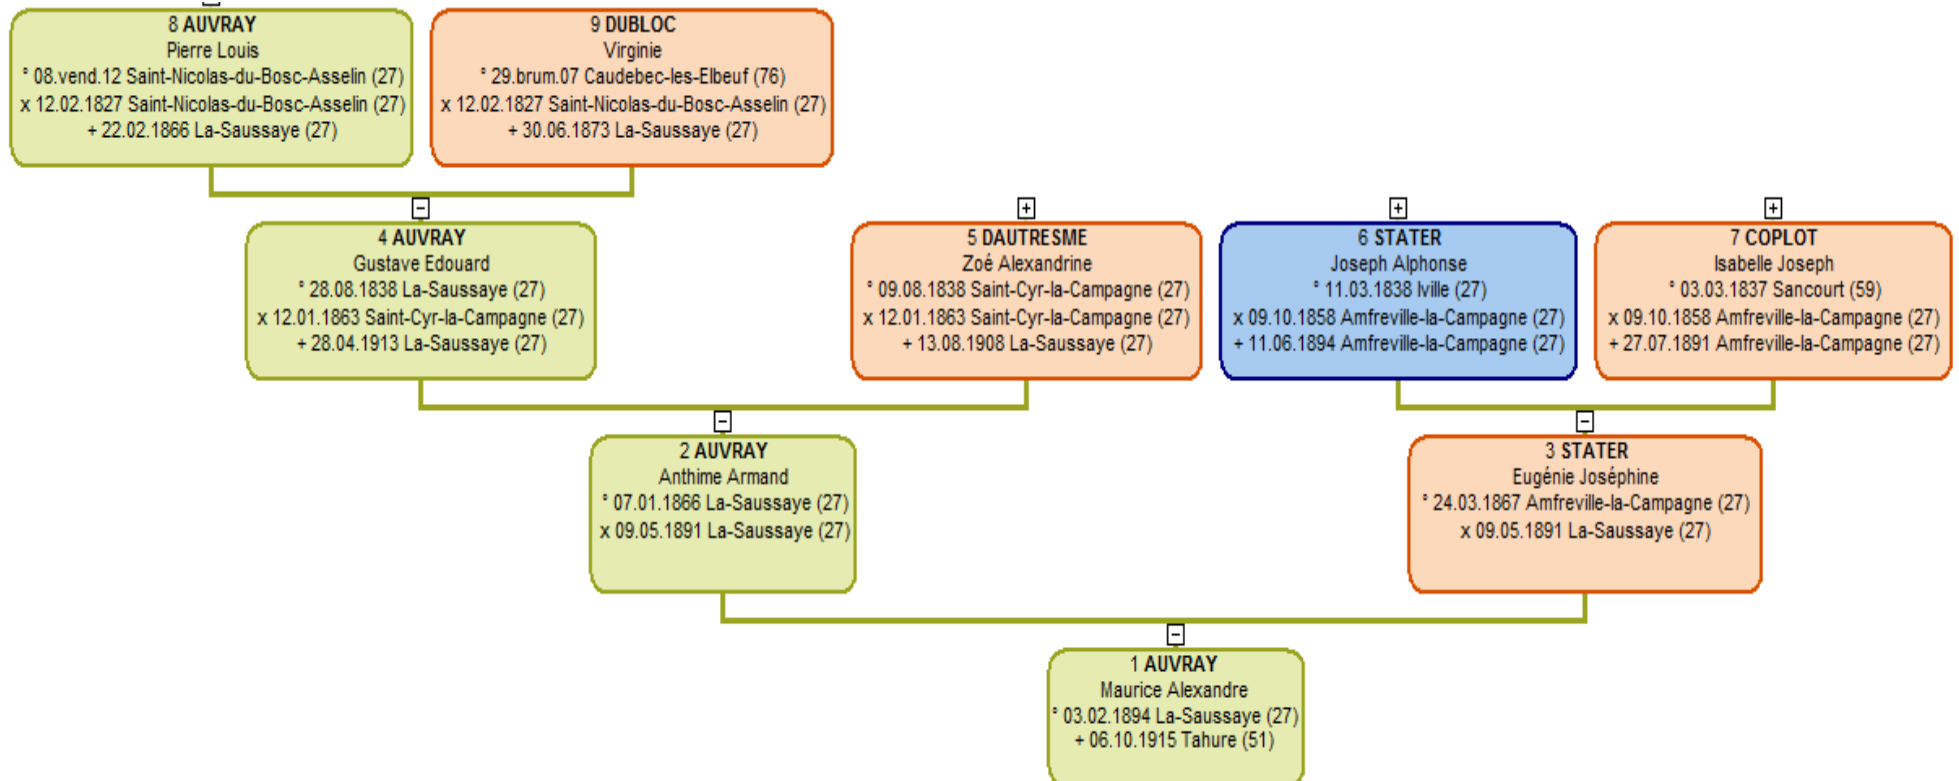 8 AUVRAY
Pierre Louis
° 08.vend.12 Saint-Nicolas-du-Bosc-Asselin (27)
x 12.02.1827 Saint-Nicolas-du-Bosc-Asselin (27)
+ 22.02.1866 La-Saussaye (27)
9 DUBLOC
Virginie
° 29.brum.07 Caudebec-les-Elbeuf (76)
x 12.02.1827 Saint-Nicolas-du-Bosc-Asselin (27)
+ 30.06.1873 La-Saussaye (27)
4 AUVRAY
Gustave Edouard
° 28.08.1838 La-Saussaye (27)
x 12.01.1863 Saint-Cyr-la-Campagne (27)
+ 28.04.1913 La-Saussaye (27)
5 DAUTRESME
Zoé Alexandrine
° 09.08.1838 Saint-Cyr-la-Campagne (27)
x 12.01.1863 Saint-Cyr-la-Campagne (27)
+ 13.08.1908 La-Saussaye (27)
6 STATER
Joseph Alphonse
° 11.03.1838 Iville (27)
x 09.10.1858 Amfreville-la-Campagne (27)
+ 11.06.1894 Amfreville-la-Campagne (27)
7 COPLOT
Isabelle Joseph
° 03.03.1837 Sancourt (59)
x 09.10.1858 Amfreville-la-Campagne (27)
+ 27.07.1891 Amfreville-la-Campagne (27)
2 AUVRAY
Anthime Armand
° 07.01.1866 La-Saussaye (27)
x 09.05.1891 La-Saussaye (27)
3 STATER
Eugénie Joséphine
° 24.03.1867 Amfreville-la-Campagne (27)
x 09.05.1891 La-Saussaye (27)
1 AUVRAY
Maurice Alexandre
° 03.02.1894 La-Saussaye (27)
+ 06.10.1915 Tahure (51)